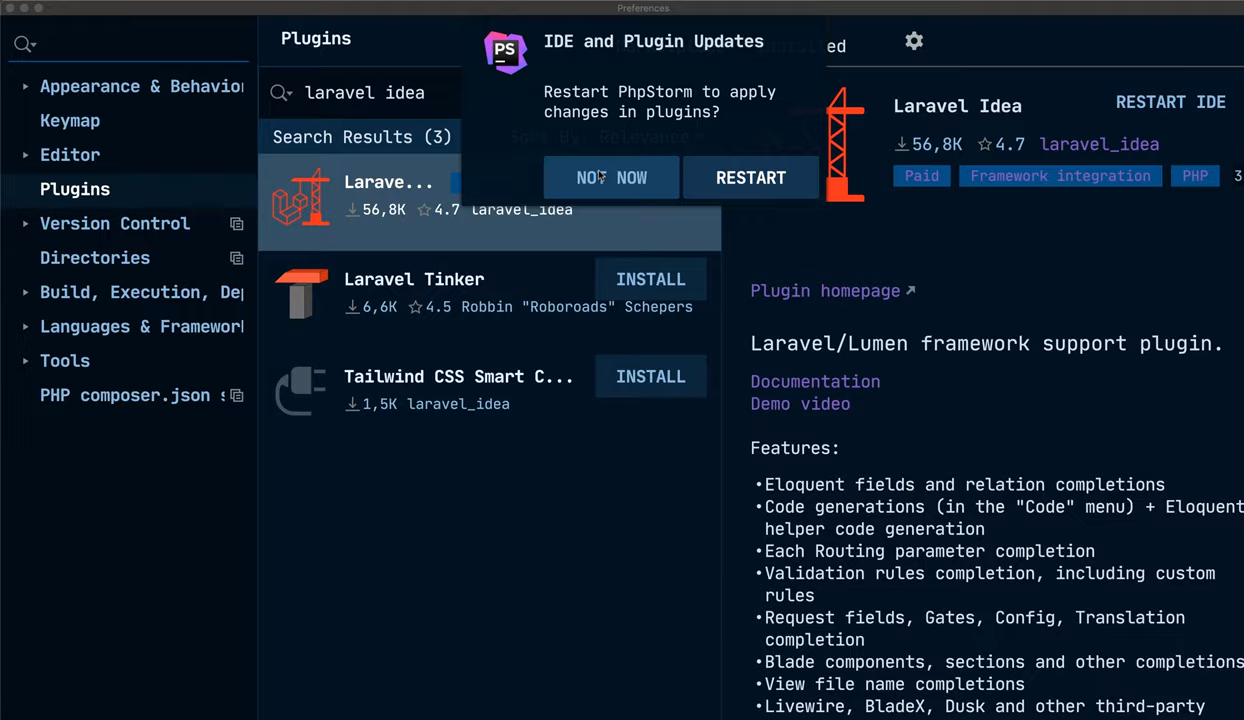 Preferences
Appearance & Behavior
Keymap
Editor
Plugins
Version Control
Directories
Build, Execution, De
Languages & Framework
Tools
PHP composer.json s
Plugins
laravel idea
Search Results (3)
Sort By: Relevance
Larave...
56,8K 4.7 laravel_idea
Laravel Tinker
INSTALL
6,6K 4.5 Robbin "Roboroads" Schepers
Tailwind CSS Smart C...
INSTALL
1,5K laravel_idea
PS
IDE and Plugin Updates
Restart PhpStorm to apply
changes in plugins?
NOT NOW
RESTART
Laravel Idea
RESTART IDE
56,8K 4.7 laravel_idea
Paid Framework integration PHP 3
Plugin homepage
Laravel/Lumen framework support plugin.
Documentation
Demo video
Features:
•Eloquent fields and relation completions
•Code generations (in the "Code" menu) + Eloquent
helper code generation
•Each Routing parameter completion
•Validation rules completion, including custom
rules
•Request fields, Gates, Config, Translation
completion
•Blade components, sections and other completions
•View file name completions
•Livewire, BladeX, Dusk and other third-party